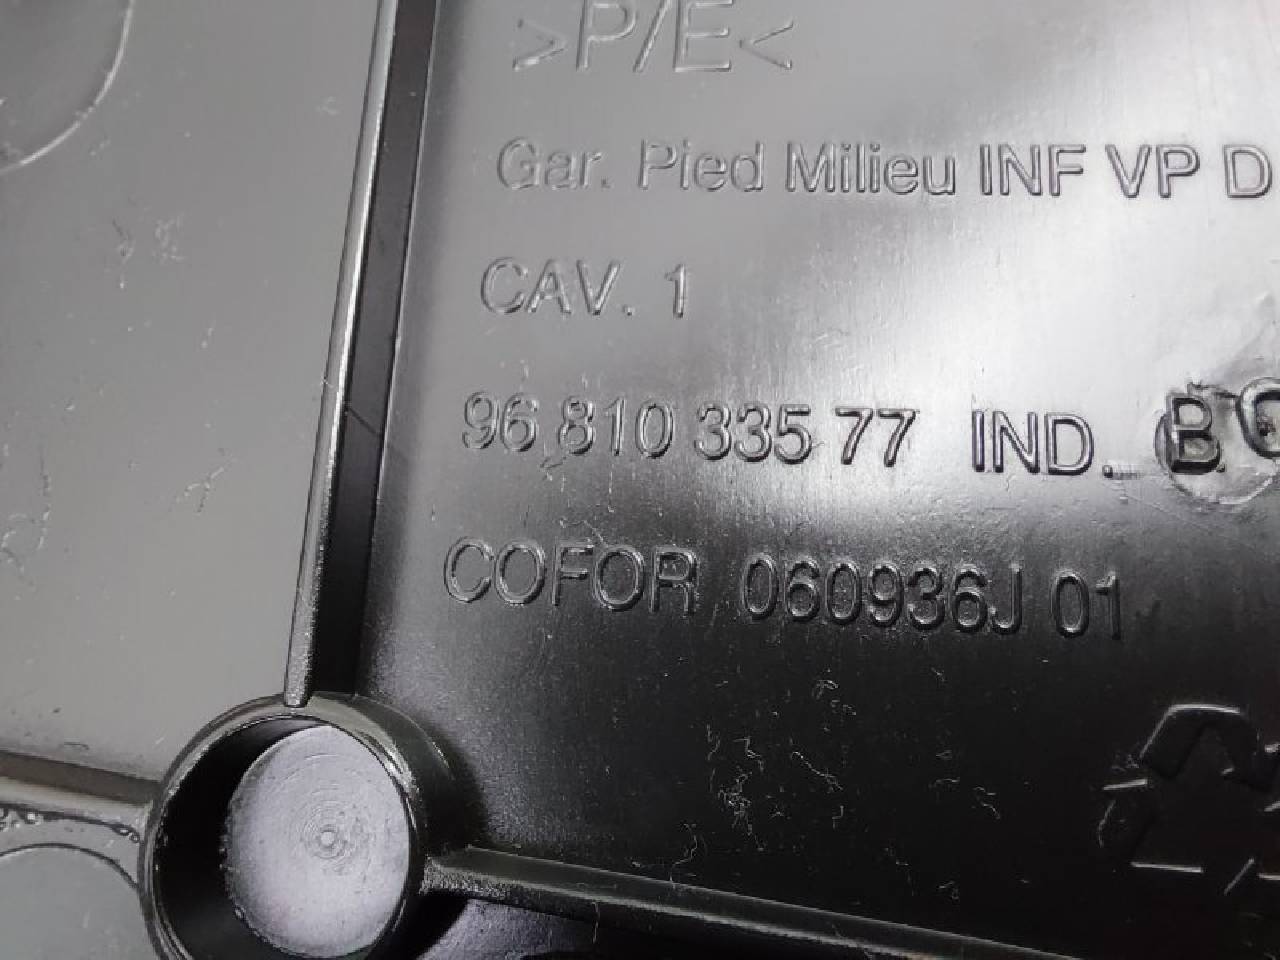 >P/E<
Gar. Pied Milieu INF VP D
CAV. 1
96 810 335 77 IND. B
COFOR 060936J 01